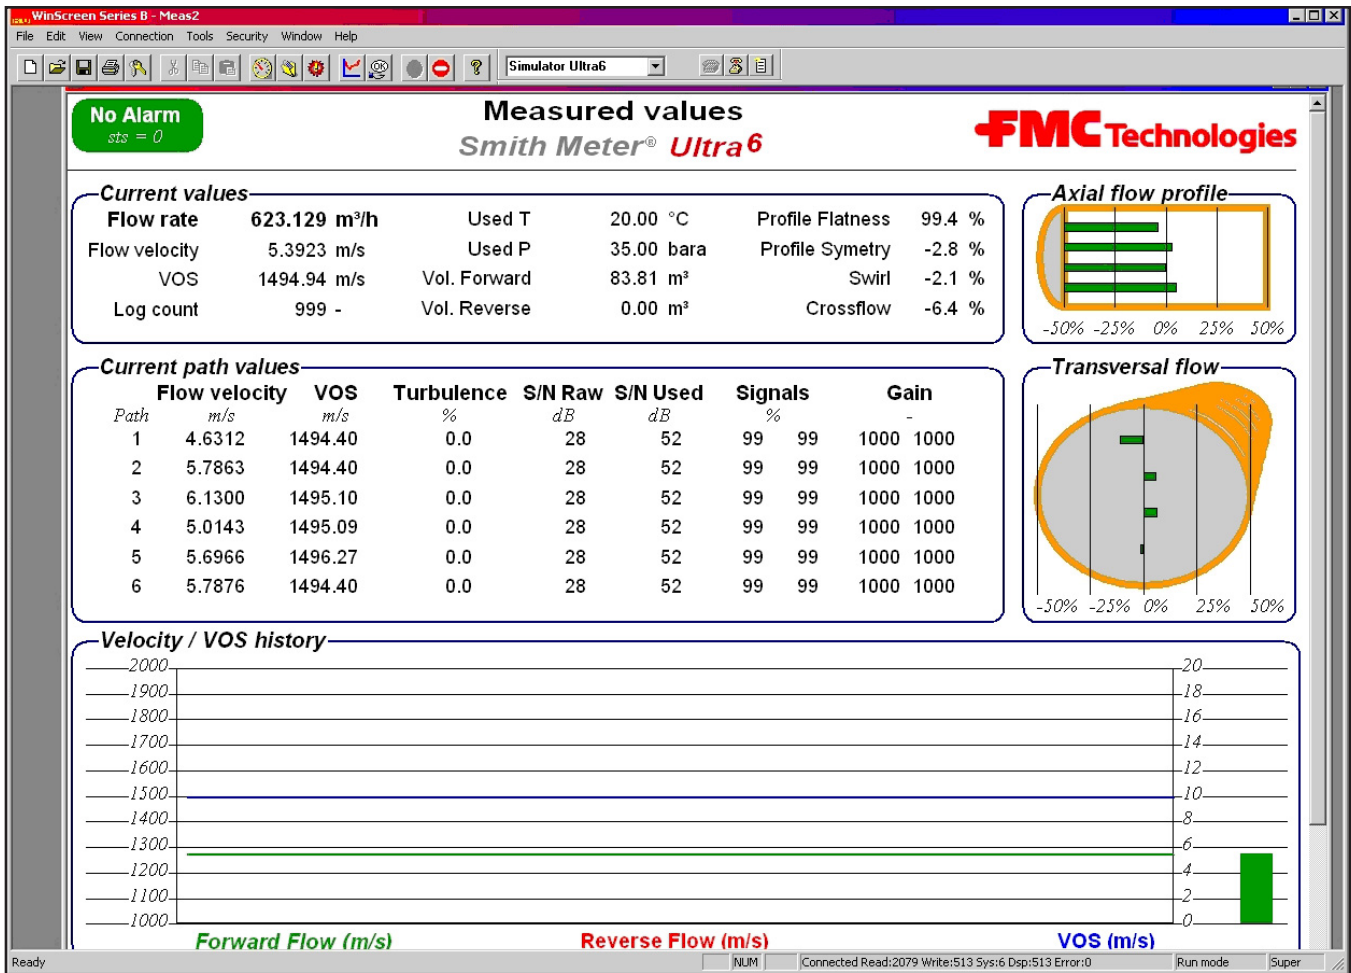 WinScreen Series B - Meas2
File Edit View Connection Tools Security Window Help
Simulator Ultra6
No Alarm
sts = 0
Measured values
Smith Meter® Ultra6
FMC Technologies
Current values
Flow rate 623.129 m³/h Used T 20.00 °C Profile Flatness 99.4 %
Flow velocity 5.3923 m/s Used P 35.00 bara Profile Symetry -2.8 %
VOS 1494.94 m/s Vol. Forward 83.81 m³ Swirl -2.1 %
Log count 999 - Vol. Reverse 0.00 m³ Crossflow -6.4 %
Axial flow profile
-50% -25% 0% 25% 50%
Current path values
Flow velocity VOS Turbulence S/N Raw S/N Used Signals Gain
Path m/s m/s % dB dB % -
1 4.6312 1494.40 0.0 28 52 99 99 1000 1000
2 5.7863 1494.40 0.0 28 52 99 99 1000 1000
3 6.1300 1495.10 0.0 28 52 99 99 1000 1000
4 5.0143 1495.09 0.0 28 52 99 99 1000 1000
5 5.6966 1496.27 0.0 28 52 99 99 1000 1000
6 5.7876 1494.40 0.0 28 52 99 99 1000 1000
Transversal flow
-50% -25% 0% 25% 50%
Velocity / VOS history
2000 20
1900 18
1800 16
1700 14
1600 12
1500 10
1400 8
1300 6
1200 4
1100 2
1000 0
Forward Flow (m/s) Reverse Flow (m/s) VOS (m/s)
Ready NUM Connected Read:2079 Write:513 Sys:6 Dsp:513 Error:0 Run mode Super